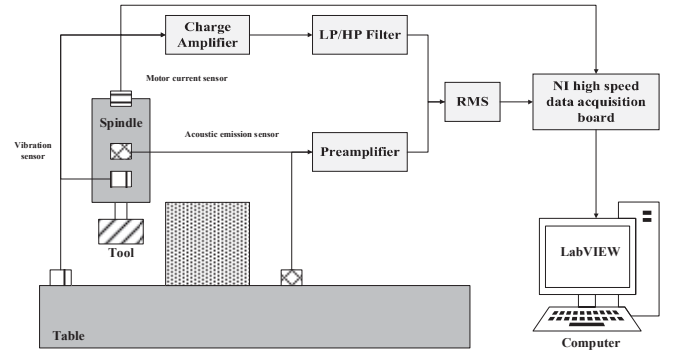 Charge
Amplifier
LP/HP Filter
Motor current sensor
RMS
NI high speed
data acquisition
board
Spindle
Acoustic emission sensor
Vibration
sensor
Preamplifier
Tool
LabVIEW
Table
Computer